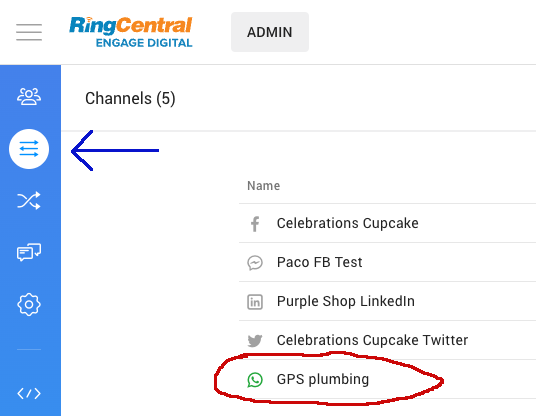 RingCentral
ENGAGE DIGITAL
ADMIN
Channels (5)
Name
Celebrations Cupcake
Paco FB Test
Purple Shop LinkedIn
Celebrations Cupcake Twitter
GPS plumbing